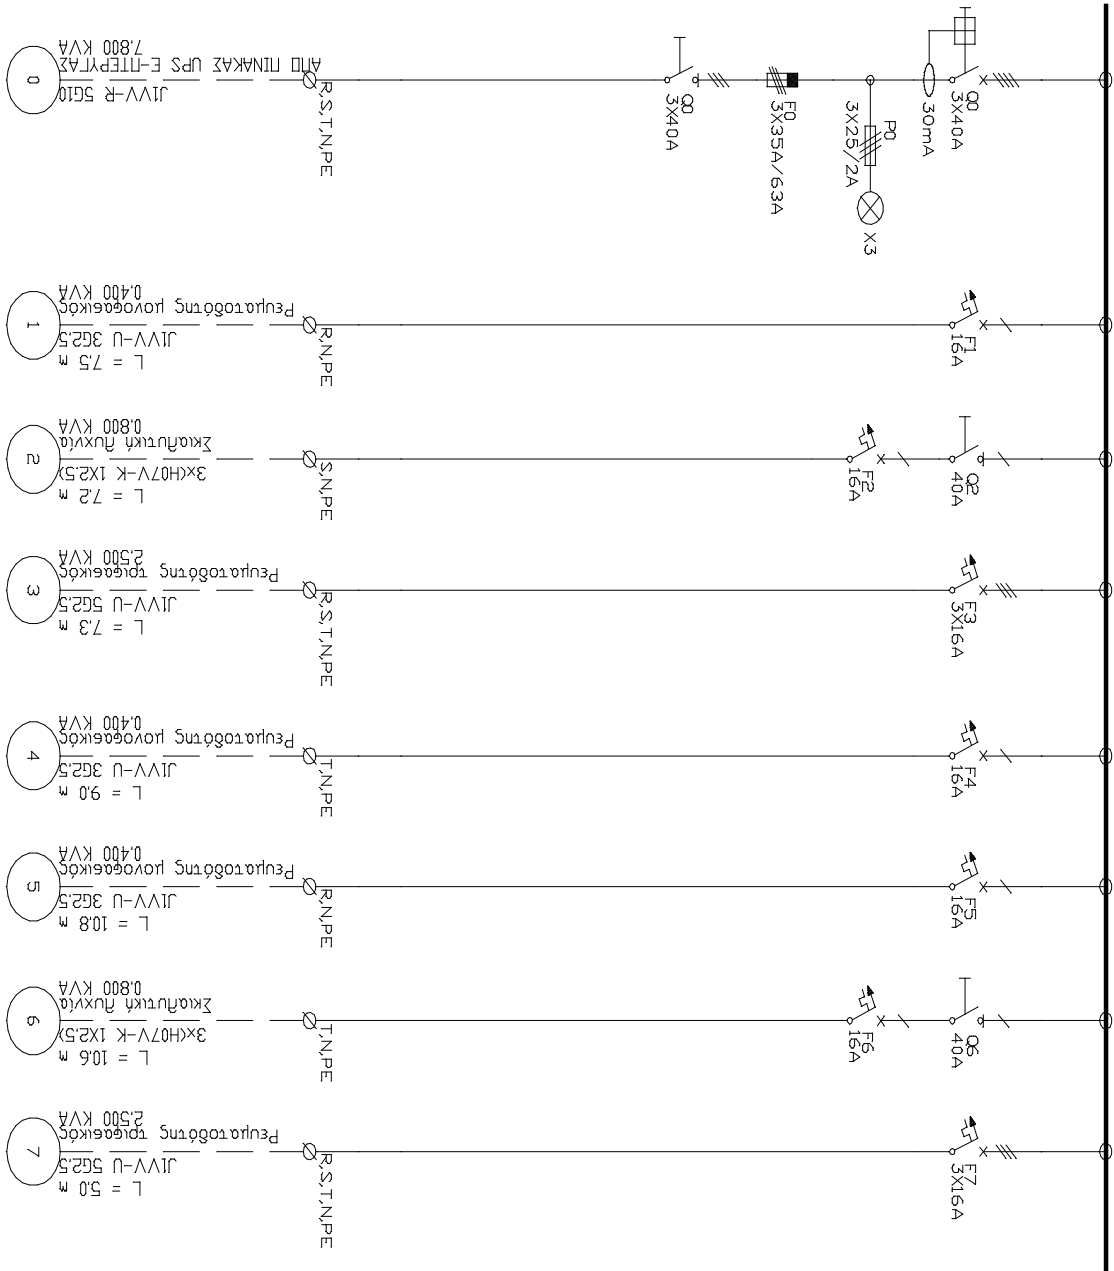 0
7.800 KVA
ΑΠΟ ΠΙΝΑΚΑΣ UPS Ε-ΠΤΕΡΥΓΑΣ
J1VV-R 5G10
R,S,T,N,PE
Q0
3X40A
F0
3X35A/63A
P0
3X25/2A
X3
30mA
Q0
3X40A
1
0.400 KVA
Ρευματοδότης μονοφασικός
J1VV-U 3G2.5
L = 7.5 m
R,N,PE
F1
16A
2
0.800 KVA
Σκιαλυτική λυχνία
3x(H07V-K 1X2.5)
L = 7.2 m
S,N,PE
F2
16A
Q2
40A
3
2.500 KVA
Ρευματοδότης τριφασικός
J1VV-U 5G2.5
L = 7.3 m
R,S,T,N,PE
F3
3X16A
4
0.400 KVA
Ρευματοδότης μονοφασικός
J1VV-U 3G2.5
L = 9.0 m
T,N,PE
F4
16A
5
0.400 KVA
Ρευματοδότης μονοφασικός
J1VV-U 3G2.5
L = 10.8 m
R,N,PE
F5
16A
6
0.800 KVA
Σκιαλυτική λυχνία
3x(H07V-K 1X2.5)
L = 10.6 m
T,N,PE
F6
16A
Q6
40A
7
2.500 KVA
Ρευματοδότης τριφασικός
J1VV-U 5G2.5
L = 5.0 m
R,S,T,N,PE
F7
3X16A